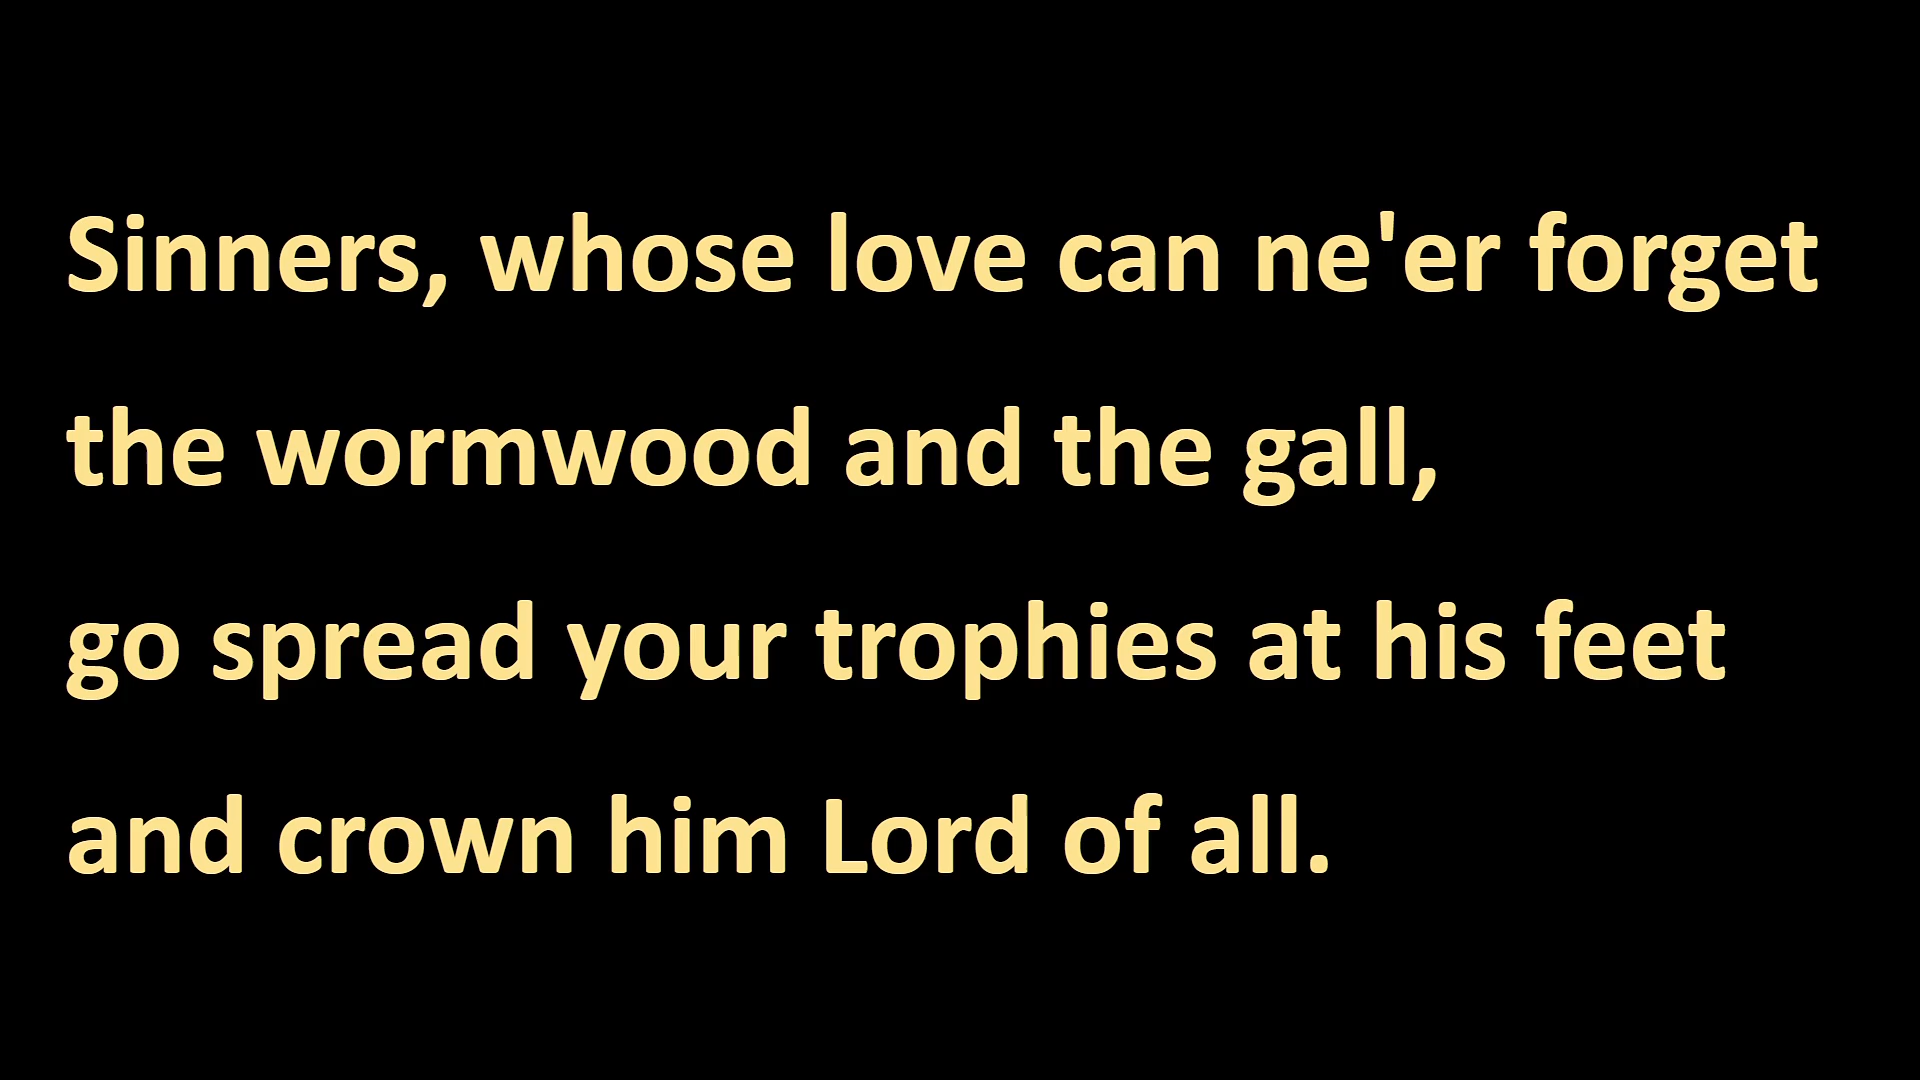 Sinners, whose love can ne'er forget
the wormwood and the gall,
go spread your trophies at his feet
and crown him Lord of all.